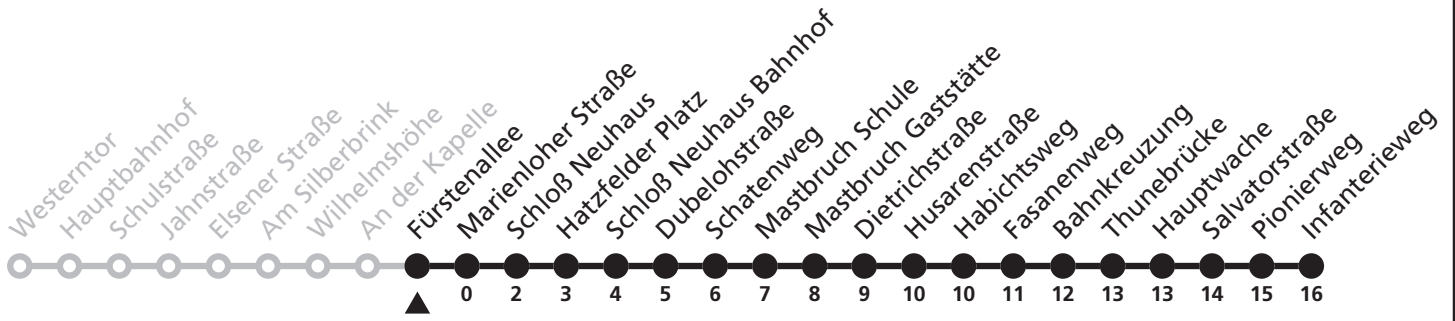 Westerntor
Hauptbahnhof
Schulstraße
Jahnstraße
Elsener Straße
Am Silberbrink
Wilhelmshöhe
An der Kapelle
Fürstenallee
Marienloher Straße
Schloß Neuhaus
Hatzfelder Platz
Schloß Neuhaus Bahnhof
Dubelohstraße
Schatenweg
Mastbruch Schule
Mastbruch Gaststätte
Dietrichstraße
Husarenstraße
Habichtsweg
Fasanenweg
Bahnkreuzung
Thunebrücke
Hauptwache
Salvatorstraße
Pionierweg
Infanterieweg
0 2 3 4 5 6 7 8 9 10 10 11 12 13 13 14 15 16